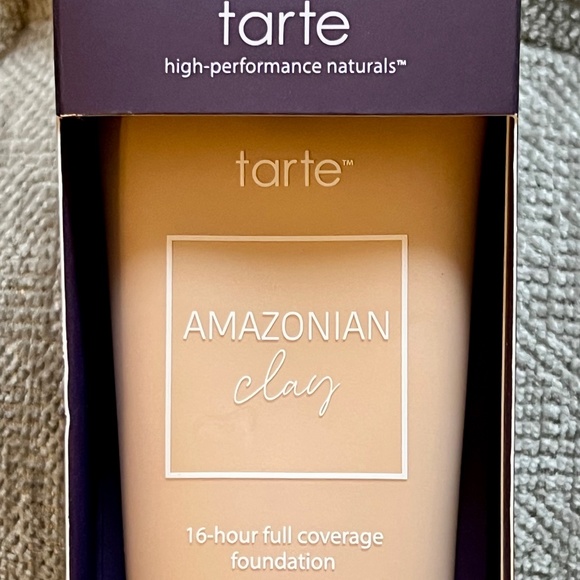 tarte
high-performance naturals™
tarte™
AMAZONIAN
clay
16-hour full coverage
foundation